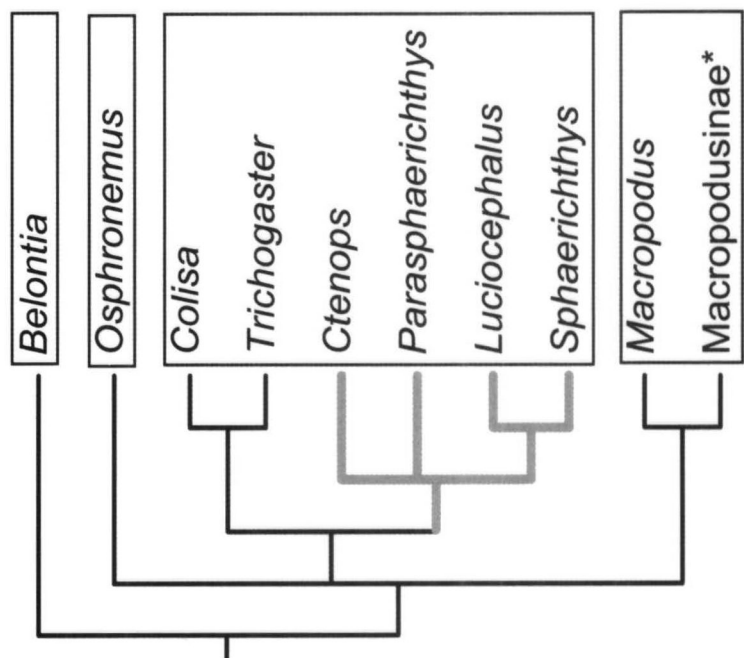 Belontia
Osphronemus
Colisa
Trichogaster
Ctenops
Parasphaerichthys
Luciocephalus
Sphaerichthys
Macropodus
Macropodusinae*